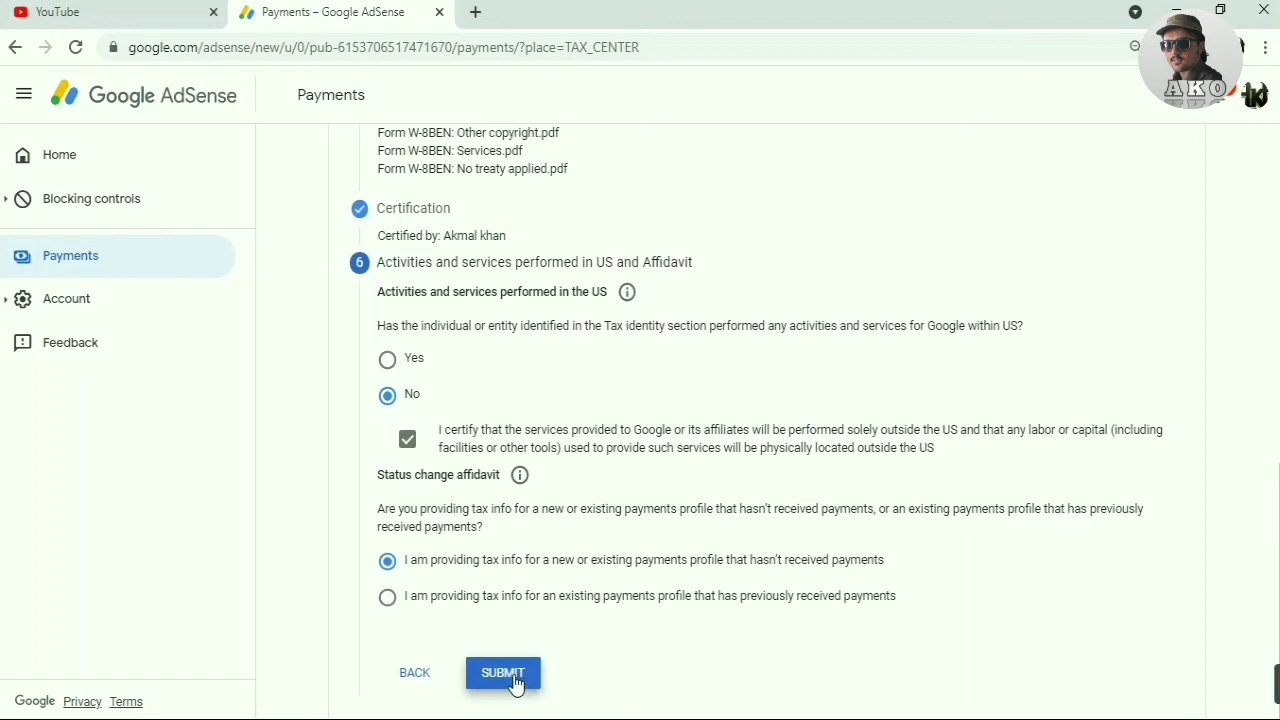 YouTube
Payments – Google AdSense
google.com/adsense/new/u/0/pub-6153706517471670/payments/?place=TAX_CENTER
AKO
Google AdSense
Payments
Home
Blocking controls
Payments
Account
Feedback
Form W-8BEN: Other copyright.pdf
Form W-8BEN: Services.pdf
Form W-8BEN: No treaty applied.pdf
Certification
Certified by: Akmal khan
6 Activities and services performed in US and Affidavit
Activities and services performed in the US
Has the individual or entity identified in the Tax identity section performed any activities and services for Google within US?
Yes
No
I certify that the services provided to Google or its affiliates will be performed solely outside the US and that any labor or capital (including
facilities or other tools) used to provide such services will be physically located outside the US
Status change affidavit
Are you providing tax info for a new or existing payments profile that hasn't received payments, or an existing payments profile that has previously
received payments?
I am providing tax info for a new or existing payments profile that hasn't received payments
I am providing tax info for an existing payments profile that has previously received payments
BACK
SUBMIT
Google Privacy Terms